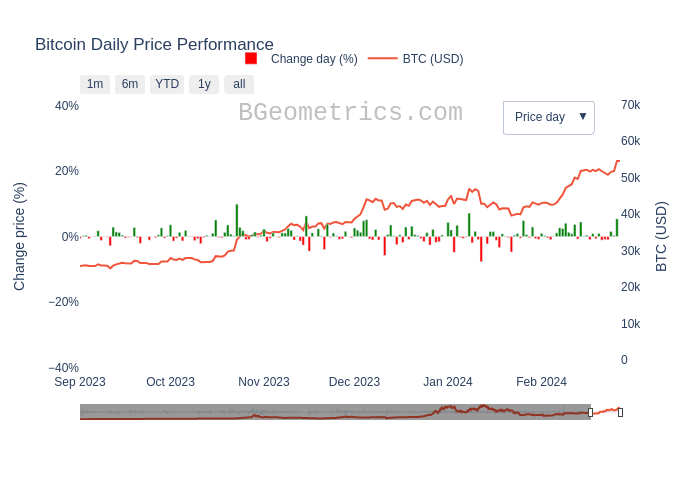 Bitcoin Daily Price Performance
Change day (%) BTC (USD)
1m 6m YTD 1y all
BGeometrics.com
Price day ▼
Change price (%)
40%
20%
0%
−20%
−40%
70k
60k
50k
40k
30k
20k
10k
0
BTC (USD)
Sep 2023 Oct 2023 Nov 2023 Dec 2023 Jan 2024 Feb 2024